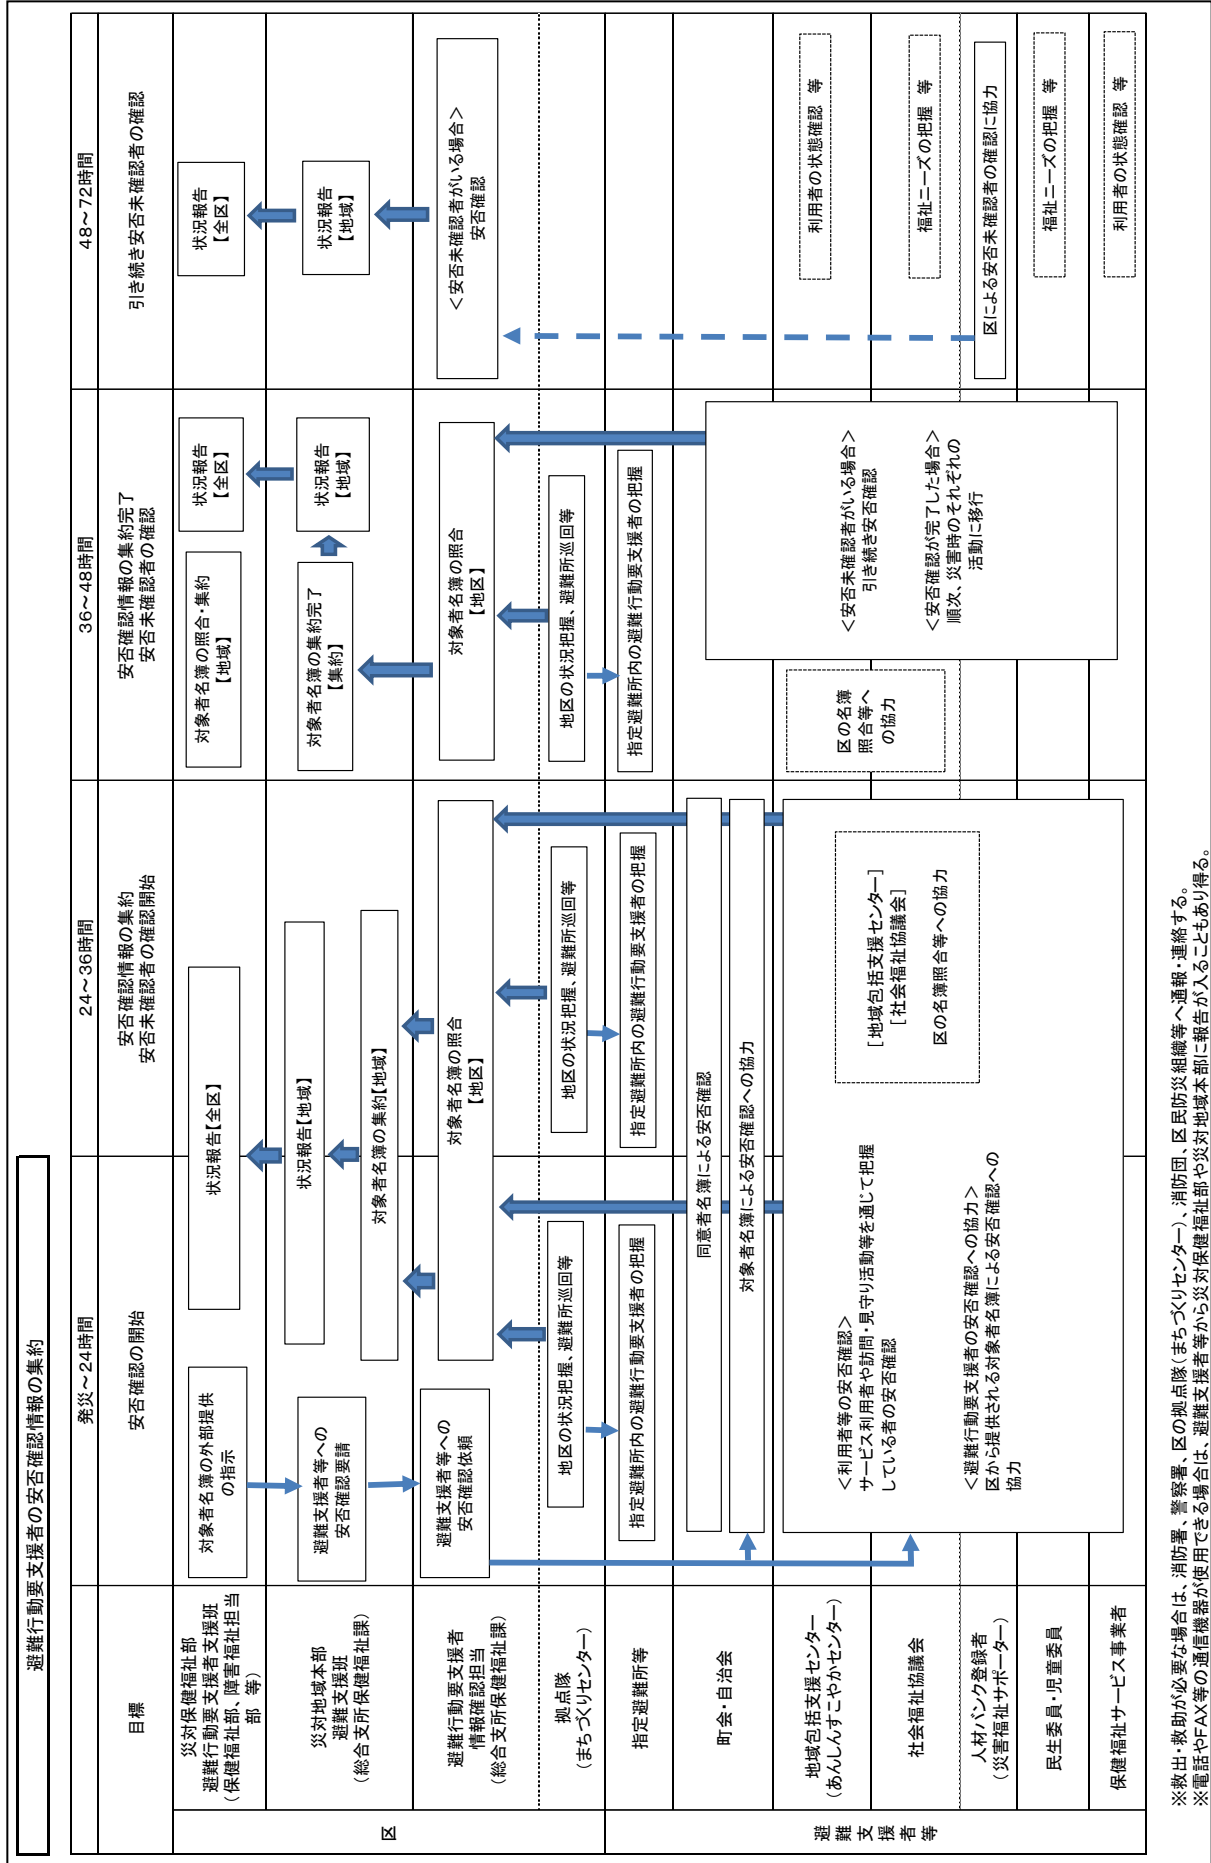 避難行動要支援者の安否確認情報の集約
発災～24時間
24～36時間
36～48時間
48～72時間
目標
安否確認の開始
安否確認情報の集約
安否未確認者の確認開始
安否確認情報の集約完了
安否未確認者の確認
引き続き安否未確認者の確認
区
災対保健福祉部
避難行動要支援者支援班
(保健福祉部、障害福祉担当
部 等)
対象者名簿の外部提供
の指示
状況報告【全区】
対象者名簿の照合・集約
【地域】
状況報告
【全区】
状況報告
【全区】
災対地域本部
避難支援班
(総合支所保健福祉課)
避難支援者等への
安否確認要請
状況報告【地域】
対象者名簿の集約【地域】
対象者名簿の集約完了
【集約】
状況報告
【地域】
状況報告
【地域】
避難行動要支援者
情報確認担当
(総合支所保健福祉課)
避難支援者等への
安否確認依頼
対象者名簿の照合
【地区】
対象者名簿の照合
【地区】
＜安否未確認者がいる場合＞
安否確認
拠点隊
(まちづくりセンター)
地区の状況把握、避難所巡回等
地区の状況把握、避難所巡回等
地区の状況把握、避難所巡回等
避難支援者等
指定避難所等
指定避難所内の避難行動要支援者の把握
指定避難所内の避難行動要支援者の把握
指定避難所内の避難行動要支援者の把握
町会・自治会
同意者名簿による安否確認
対象者名簿による安否確認への協力
地域包括支援センター
(あんしんすこやかセンター)
社会福祉協議会
人材バンク登録者
(災害福祉サポーター)
民生委員・児童委員
保健福祉サービス事業者
＜利用者等の安否確認＞
サービス利用者や訪問・見守り活動等を通じて把握
している者の安否確認
＜避難行動要支援者の安否確認への協力＞
区から提供される対象者名簿による安否確認への
協力
[地域包括支援センター]
[社会福祉協議会]
区の名簿照合等への協力
区の名簿
照合等へ
の協力
＜安否未確認者がいる場合＞
引き続き安否確認
＜安否確認が完了した場合＞
順次、災害時のそれぞれの
活動に移行
利用者の状態確認 等
福祉ニーズの把握 等
区による安否未確認者の確認に協力
福祉ニーズの把握 等
利用者の状態確認 等
※救出・救助が必要な場合は、消防署、警察署、区の拠点隊(まちづくりセンター)、消防団、区民防災組織等へ通報・連絡する。
※電話やFAX等の通信機器が使用できる場合は、避難支援者等から災対保健福祉部や災対地域本部に報告が入ることもあり得る。